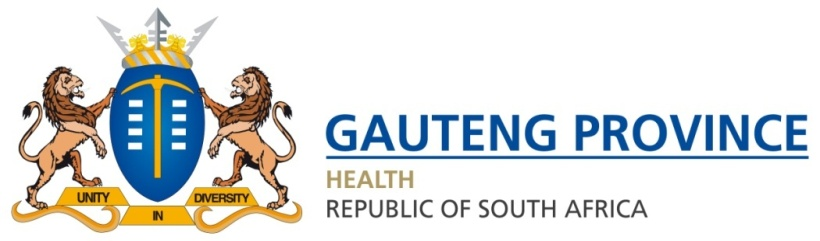 UNITY IN DIVERSITY
GAUTENG PROVINCE
HEALTH
REPUBLIC OF SOUTH AFRICA